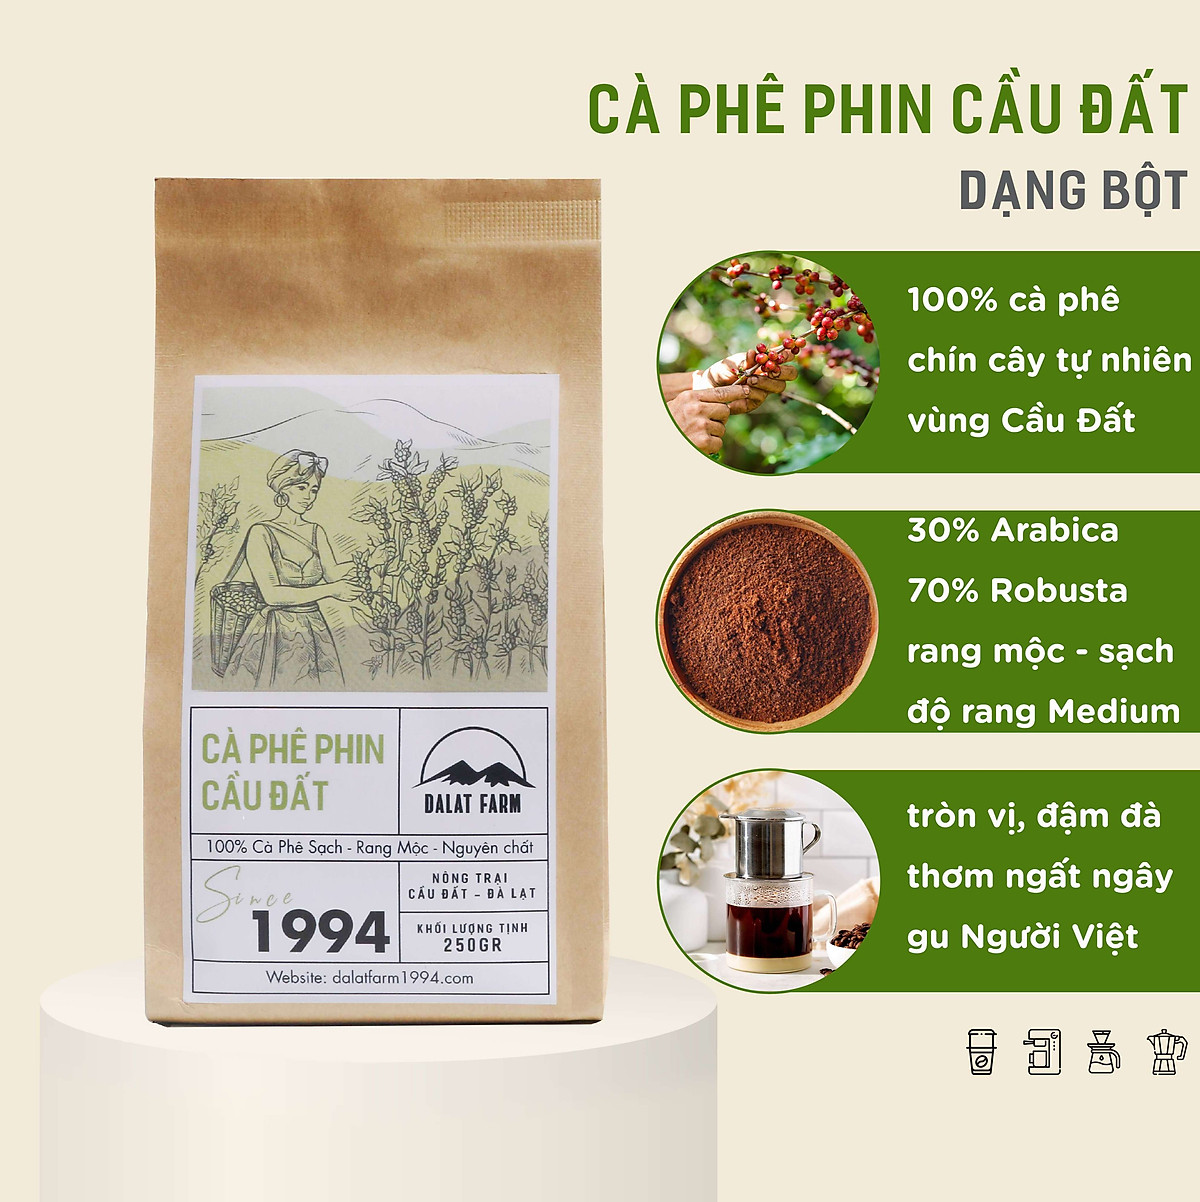 CÀ PHÊ PHIN CẦU ĐẤT
DẠNG BỘT
100% cà phê
chín cây tự nhiên
vùng Cầu Đất
30% Arabica
70% Robusta
rang mộc - sạch
độ rang Medium
tròn vị, đậm đà
thơm ngất ngây
gu Người Việt
CÀ PHÊ PHIN
CẦU ĐẤT
DALAT FARM
100% Cà Phê Sạch - Rang Mộc - Nguyên chất
Since
1994
NÔNG TRẠI
CẦU ĐẤT - ĐÀ LẠT
KHỐI LƯỢNG TỊNH
250GR
Website: dalatfarm1994.com